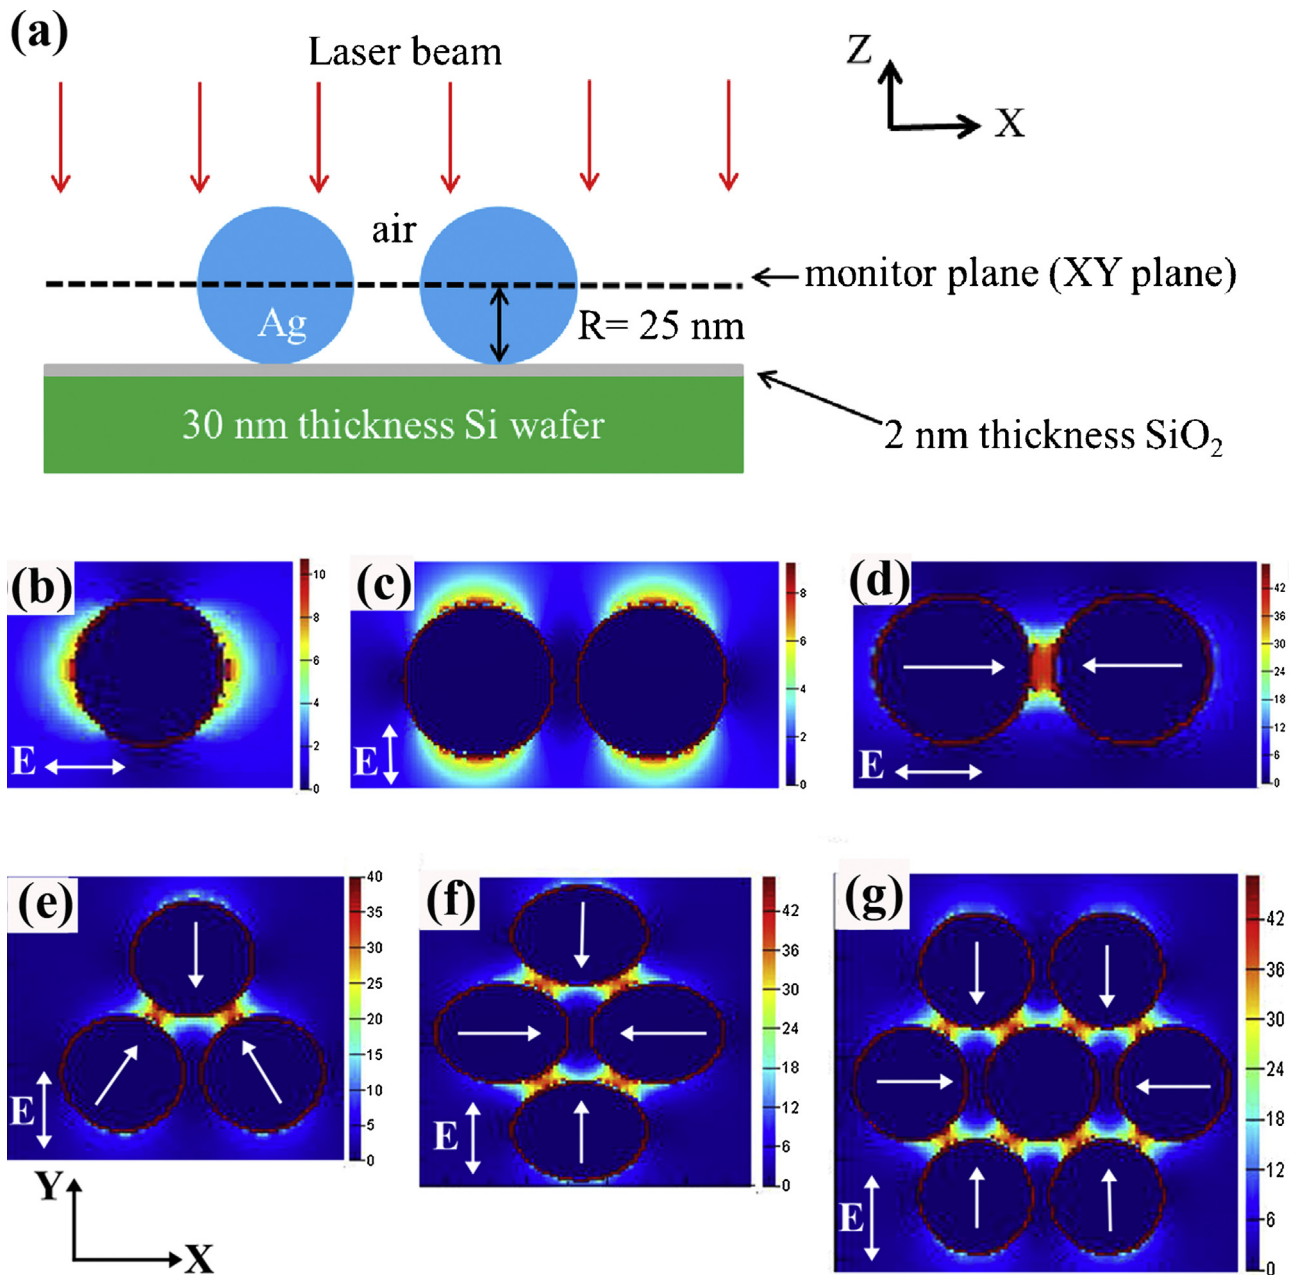 (a)
Laser beam
Z
X
air
monitor plane (XY plane)
Ag
R= 25 nm
30 nm thickness Si wafer
2 nm thickness SiO₂
(b)
10
8
6
4
2
0
E
(c)
8
6
4
2
0
E
(d)
42
36
30
24
18
12
6
0
E
(e)
40
35
30
25
20
15
10
5
0
E
(f)
42
36
30
24
18
12
6
0
E
(g)
42
36
30
24
18
12
6
0
E
Y
X